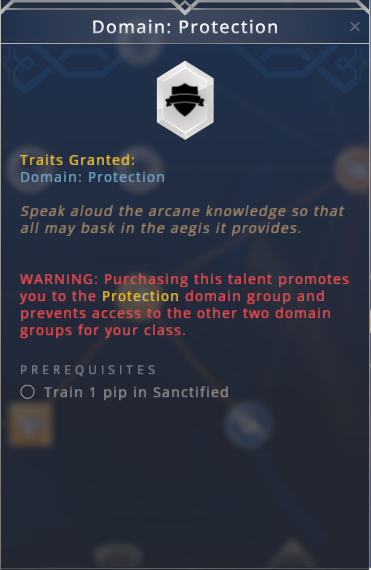 Domain: Protection
Traits Granted:
Domain: Protection
Speak aloud the arcane knowledge so that
all may bask in the aegis it provides.
WARNING: Purchasing this talent promotes
you to the Protection domain group and
prevents access to the other two domain
groups for your class.
PREREQUISITES
Train 1 pip in Sanctified